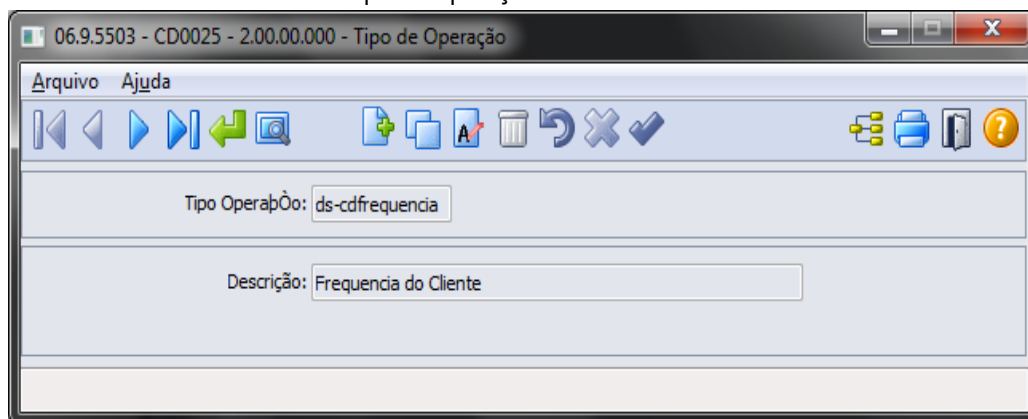 06.9.5503 - CD0025 - 2.00.00.000 - Tipo de Operação
Arquivo Ajuda
Tipo OperaþÒo: ds-cdfrequencia
Descrição: Frequencia do Cliente